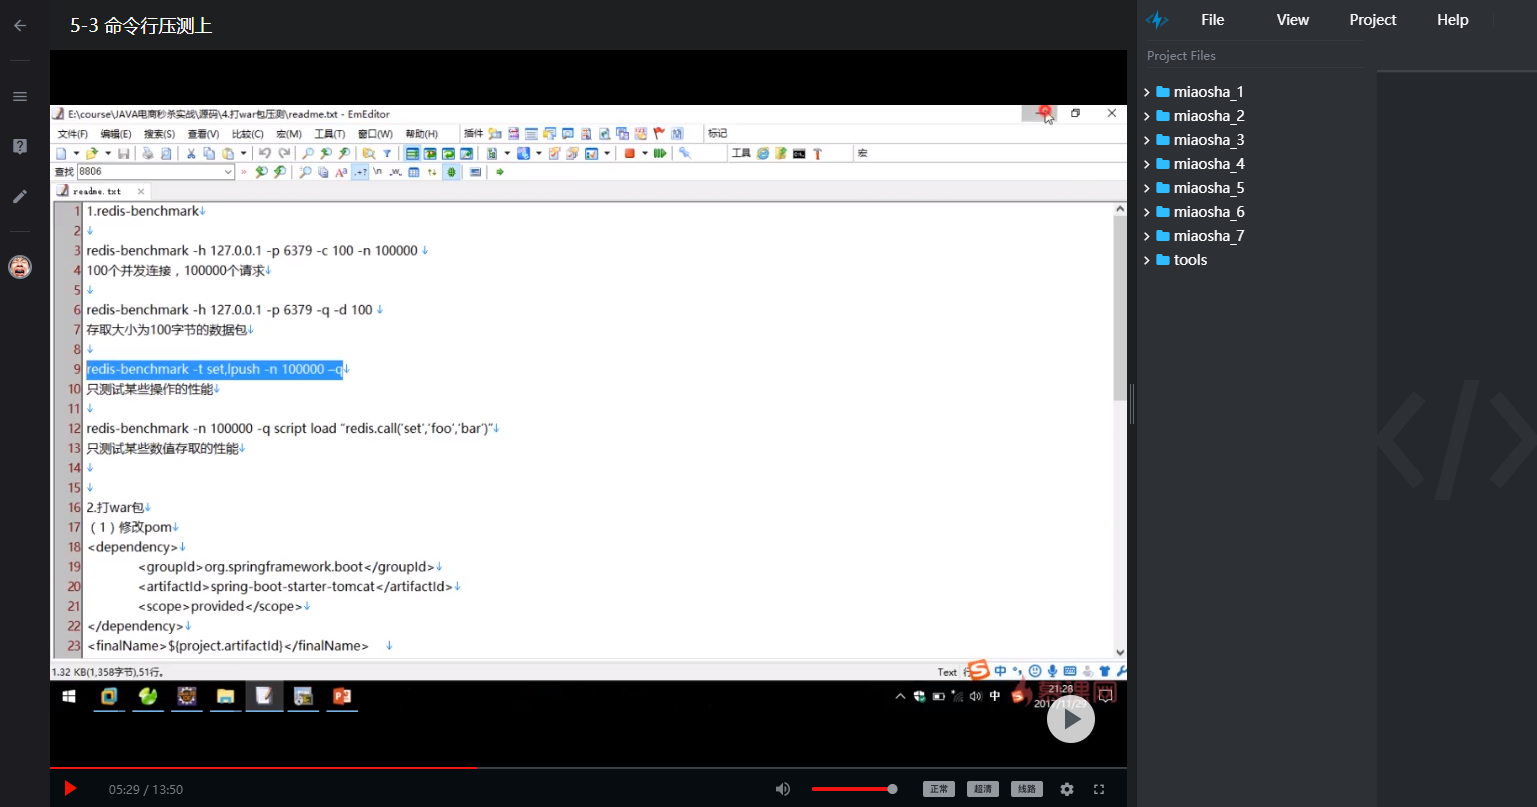 5-3 命令行压测上
File View Project Help
Project Files
miaosha_1
miaosha_2
miaosha_3
miaosha_4
miaosha_5
miaosha_6
miaosha_7
tools
E:\course\JAVA电商秒杀实战\源码\4.打war包压测\readme.txt - EmEditor
文件(F) 编辑(E) 搜索(S) 查看(V) 比较(C) 宏(M) 工具(T) 窗口(W) 帮助(H) 插件 标记
工具 宏
查找 8806
readme.txt
1 1.redis-benchmark
2
3 redis-benchmark -h 127.0.0.1 -p 6379 -c 100 -n 100000
4 100个并发连接，100000个请求
5
6 redis-benchmark -h 127.0.0.1 -p 6379 -q -d 100
7 存取大小为100字节的数据包
8
9 redis-benchmark -t set,lpush -n 100000 –q
10 只测试某些操作的性能
11
12 redis-benchmark -n 100000 -q script load “redis.call(‘set’,‘foo’,‘bar’)”
13 只测试某些数值存取的性能
14
15
16 2.打war包
17 （1）修改pom
18 <dependency>
19 <groupId>org.springframework.boot</groupId>
20 <artifactId>spring-boot-starter-tomcat</artifactId>
21 <scope>provided</scope>
22 </dependency>
23 <finalName>${project.artifactId}</finalName>
1.32 KB(1,358字节),51行。 Text 中
中 21:28
2017/11/29
慕课网
05:29 / 13:50 正常 超清 线路